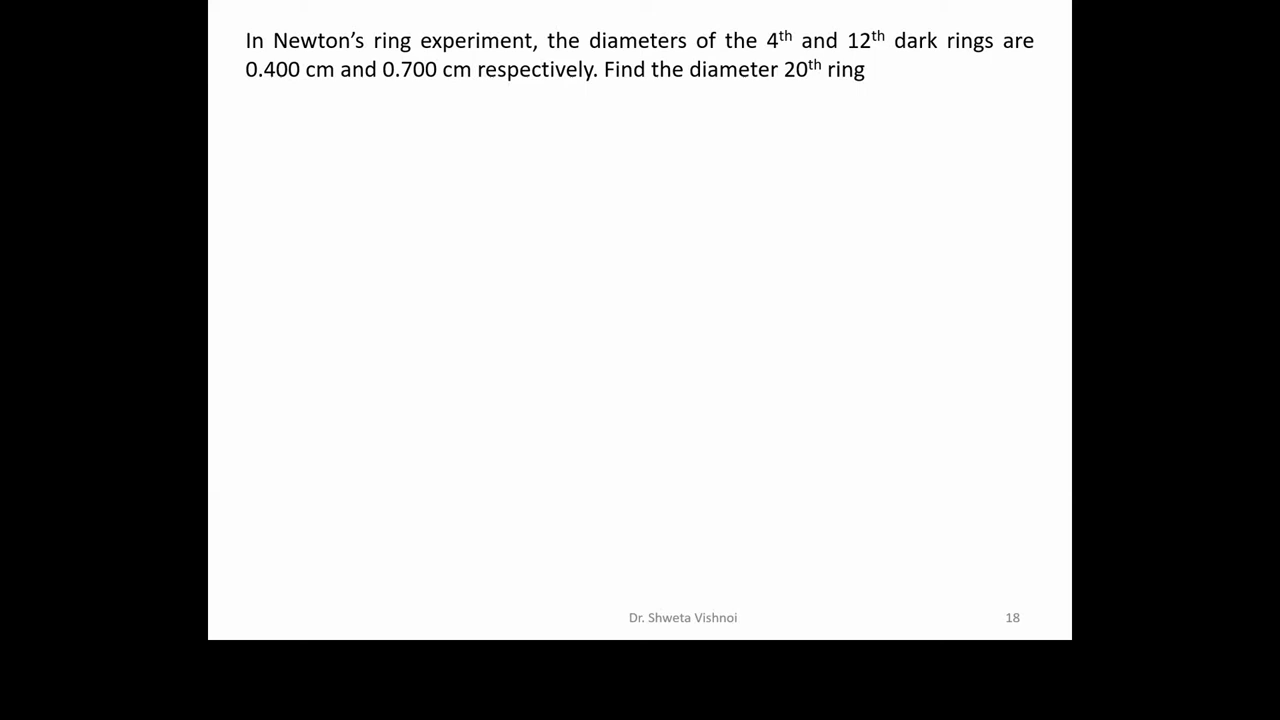 In Newton’s ring experiment, the diameters of the 4th and 12th dark rings are
0.400 cm and 0.700 cm respectively. Find the diameter 20th ring
Dr. Shweta Vishnoi
18